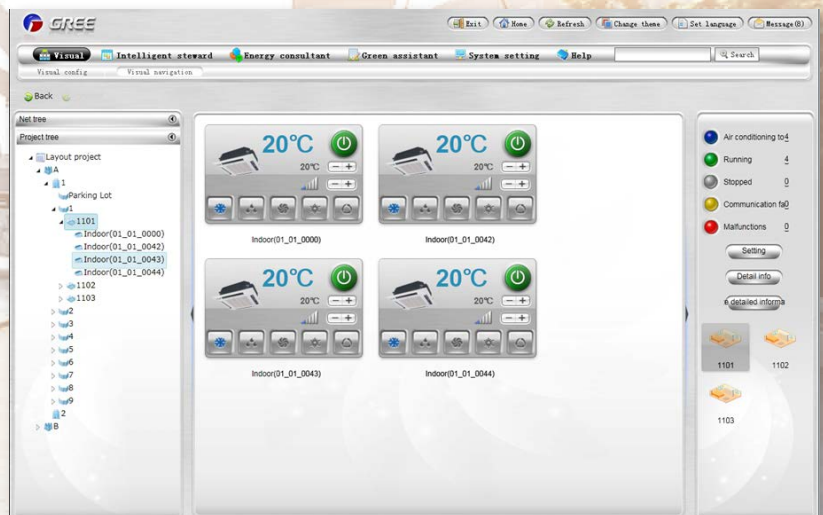 GREE
Exit Home Refresh Change theme Set language Message(8)
Visual Intelligent steward Energy consultant Green assistant System setting Help Search
Visual config Visual navigation
Back
Net tree
Project tree
Layout project
A
1
Parking Lot
1
1101
Indoor(01_01_0000)
Indoor(01_01_0042)
Indoor(01_01_0043)
Indoor(01_01_0044)
1102
1103
2
3
4
5
6
7
8
9
2
B
20°C
20°C
Indoor(01_01_0000)
20°C
20°C
Indoor(01_01_0042)
20°C
20°C
Indoor(01_01_0043)
20°C
20°C
Indoor(01_01_0044)
Air conditioning to 4
Running 4
Stopped 0
Communication fa 0
Malfunctions 0
Setting
Detail info
e detailed informa
1101 1102
1103